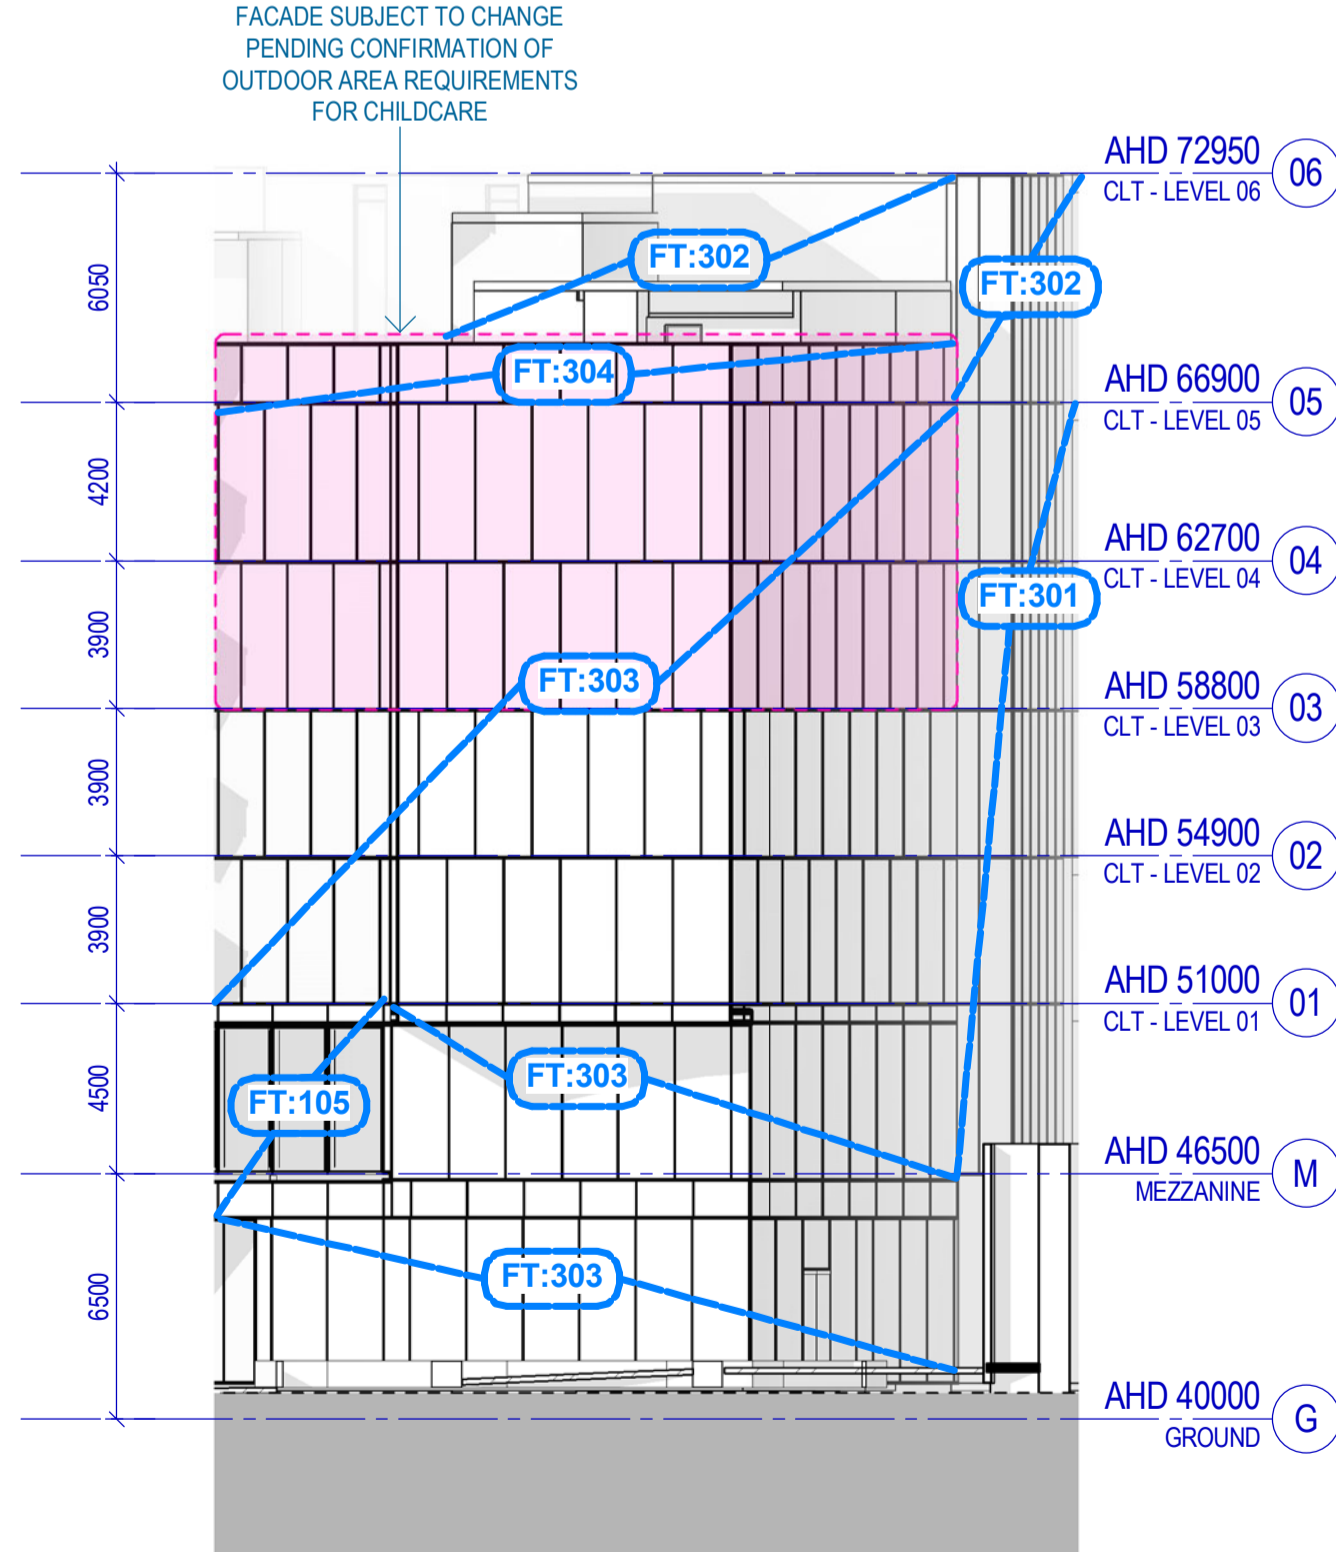 FACADE SUBJECT TO CHANGE
PENDING CONFIRMATION OF
OUTDOOR AREA REQUIREMENTS
FOR CHILDCARE
AHD 72950
CLT - LEVEL 06
06
FT:302
FT:302
6050
FT:304
AHD 66900
CLT - LEVEL 05
05
4200
AHD 62700
CLT - LEVEL 04
04
FT:301
3900
FT:303
AHD 58800
CLT - LEVEL 03
03
3900
AHD 54900
CLT - LEVEL 02
02
3900
AHD 51000
CLT - LEVEL 01
01
4500
FT:303
FT:105
AHD 46500
MEZZANINE
M
6500
FT:303
AHD 40000
GROUND
G